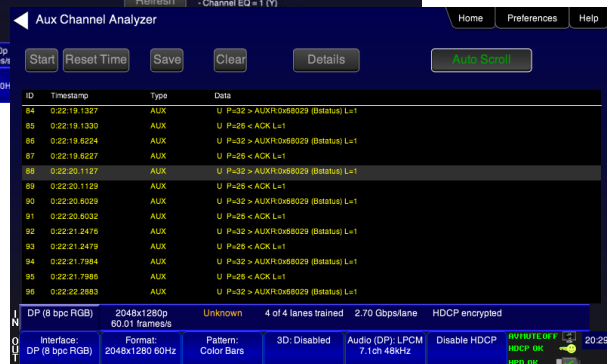 Refresh
- Channel EQ = 1 (Y)
Aux Channel Analyzer
Home Preferences Help
Start Reset Time Save Clear Details Auto Scroll
ID Timestamp Type Data
84 0:22:19.1327 AUX U P=32 > AUXR:0x68029 (Bstatus) L=1
85 0:22:19.1330 AUX U P=26 < ACK L=1
86 0:22:19.6224 AUX U P=32 > AUXR:0x68029 (Bstatus) L=1
87 0:22:19.6227 AUX U P=26 < ACK L=1
88 0:22:20.1127 AUX U P=32 > AUXR:0x68029 (Bstatus) L=1
89 0:22:20.1129 AUX U P=26 < ACK L=1
90 0:22:20.6029 AUX U P=32 > AUXR:0x68029 (Bstatus) L=1
91 0:22:20.6032 AUX U P=26 < ACK L=1
92 0:22:21.2476 AUX U P=32 > AUXR:0x68029 (Bstatus) L=1
93 0:22:21.2479 AUX U P=26 < ACK L=1
94 0:22:21.7984 AUX U P=32 > AUXR:0x68029 (Bstatus) L=1
95 0:22:21.7986 AUX U P=26 < ACK L=1
96 0:22:22.2883 AUX U P=32 > AUXR:0x68029 (Bstatus) L=1
IN
DP (8 bpc RGB) 2048x1280p Unknown 4 of 4 lanes trained 2.70 Gbps/lane HDCP encrypted
60.01 frames/s
OUT
Interface: Format: Pattern: 3D: Disabled Audio (DP): LPCM Disable HDCP
DP (8 bpc RGB) 2048x1280 60Hz Color Bars 7.1ch 48kHz
AVMUTEOFF
HDCP OK
HPD OK
20:29